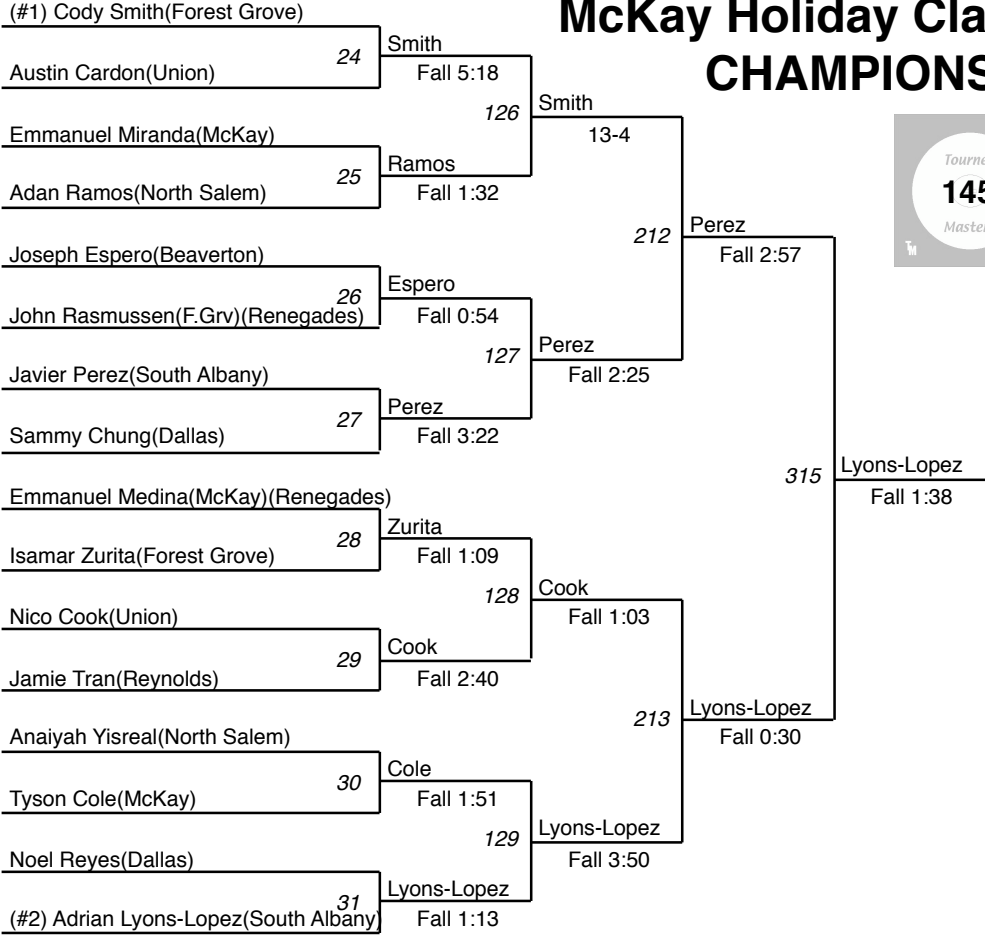 (#1) Cody Smith(Forest Grove)
McKay Holiday Cla
CHAMPIONS
24
Smith
Fall 5:18
Austin Cardon(Union)
126
Smith
13-4
Emmanuel Miranda(McKay)
25
Ramos
Fall 1:32
Adan Ramos(North Salem)
Tourne
145
Master
TM
212
Perez
Fall 2:57
Joseph Espero(Beaverton)
26
Espero
Fall 0:54
John Rasmussen(F.Grv)(Renegades)
127
Perez
Fall 2:25
Javier Perez(South Albany)
27
Perez
Fall 3:22
Sammy Chung(Dallas)
315
Lyons-Lopez
Fall 1:38
Emmanuel Medina(McKay)(Renegades)
28
Zurita
Fall 1:09
Isamar Zurita(Forest Grove)
128
Cook
Fall 1:03
Nico Cook(Union)
29
Cook
Fall 2:40
Jamie Tran(Reynolds)
213
Lyons-Lopez
Fall 0:30
Anaiyah Yisreal(North Salem)
30
Cole
Fall 1:51
Tyson Cole(McKay)
129
Lyons-Lopez
Fall 3:50
Noel Reyes(Dallas)
31
Lyons-Lopez
Fall 1:13
(#2) Adrian Lyons-Lopez(South Albany)